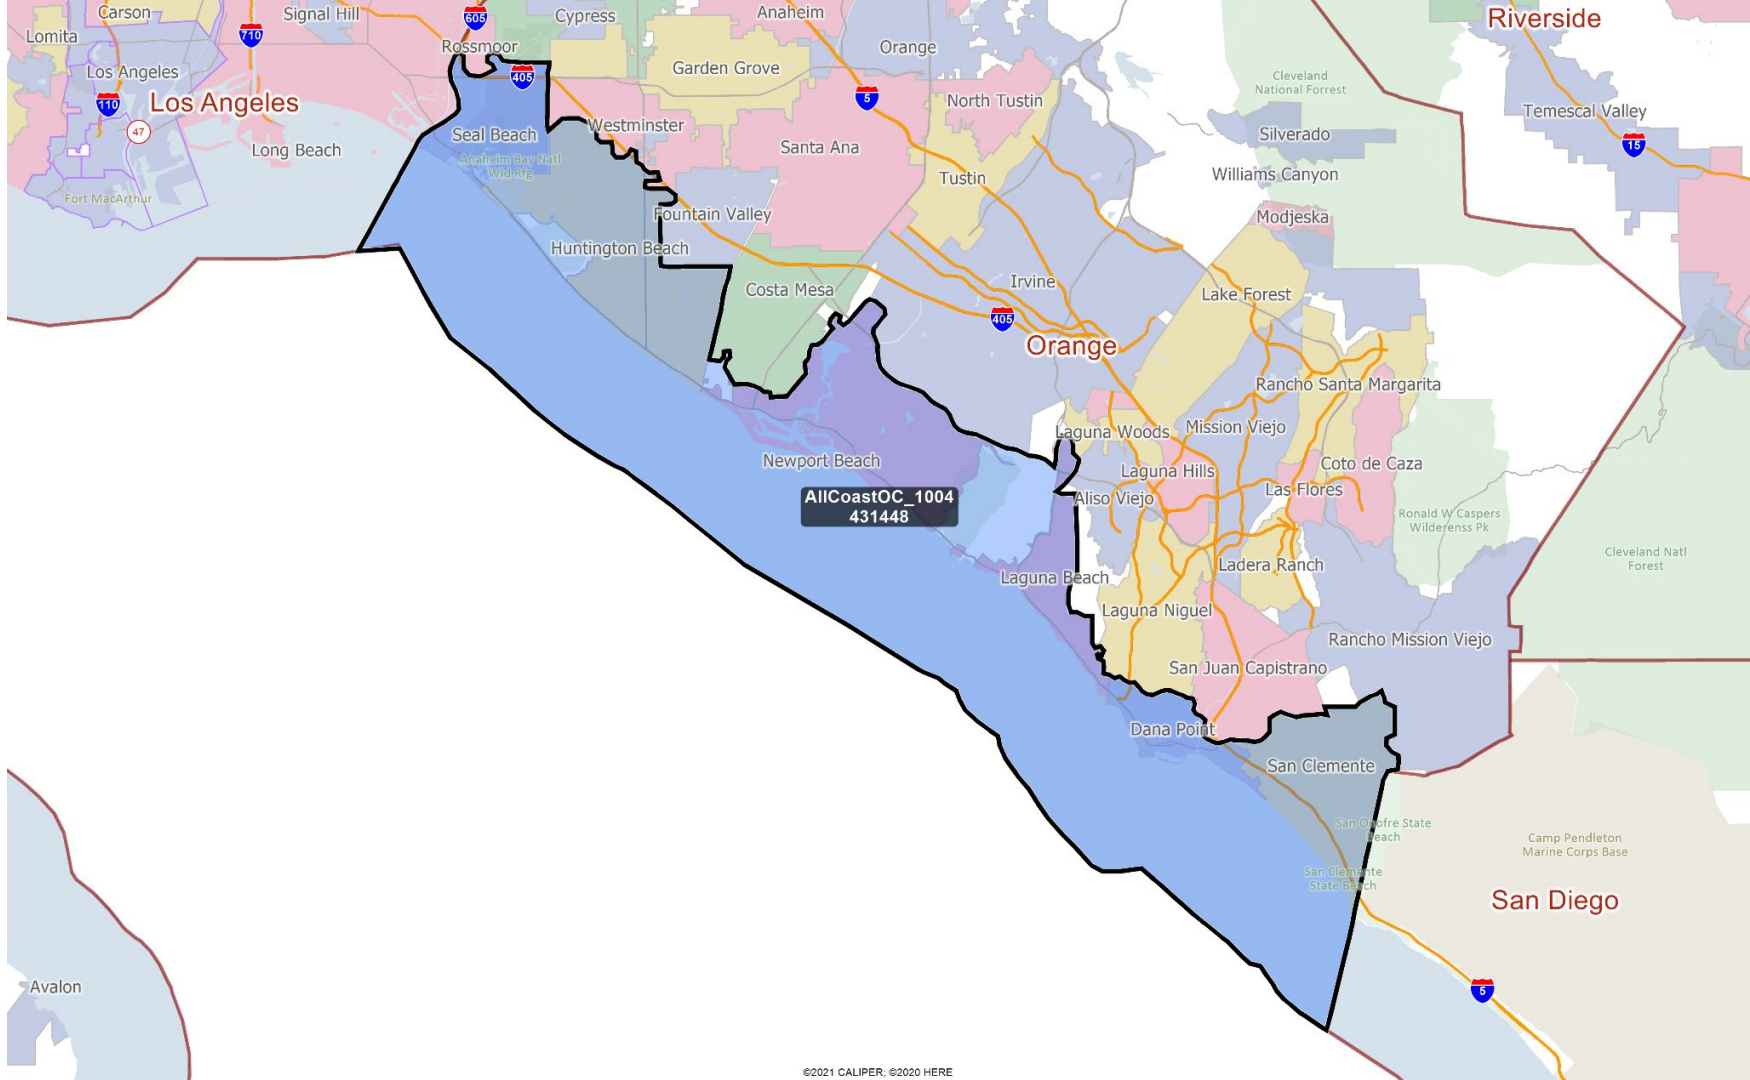 Carson
Signal Hill
605
Cypress
Anaheim
Riverside
Lomita
710
Rossmoor
Orange
Los Angeles
405
Garden Grove
Cleveland
National Forrest
110
Los Angeles
5
North Tustin
Temescal Valley
47
Seal Beach
Westminster
Silverado
15
Long Beach
Santa Ana
Anaheim Bay Natl
Wld Rfg
Tustin
Williams Canyon
Fort MacArthur
Fountain Valley
Modjeska
Huntington Beach
Costa Mesa
Irvine
Lake Forest
405
Orange
Rancho Santa Margarita
Laguna Woods
Mission Viejo
Newport Beach
Laguna Hills
Coto de Caza
AllCoastOC_1004
431448
Aliso Viejo
Las Flores
Ronald W Caspers
Wilderenss Pk
Cleveland Natl
Forest
Laguna Beach
Ladera Ranch
Laguna Niguel
Rancho Mission Viejo
San Juan Capistrano
Dana Point
San Clemente
San Onofre State
Beach
Camp Pendleton
Marine Corps Base
San Clemente
State Beach
San Diego
Avalon
5
©2021 CALIPER; ©2020 HERE